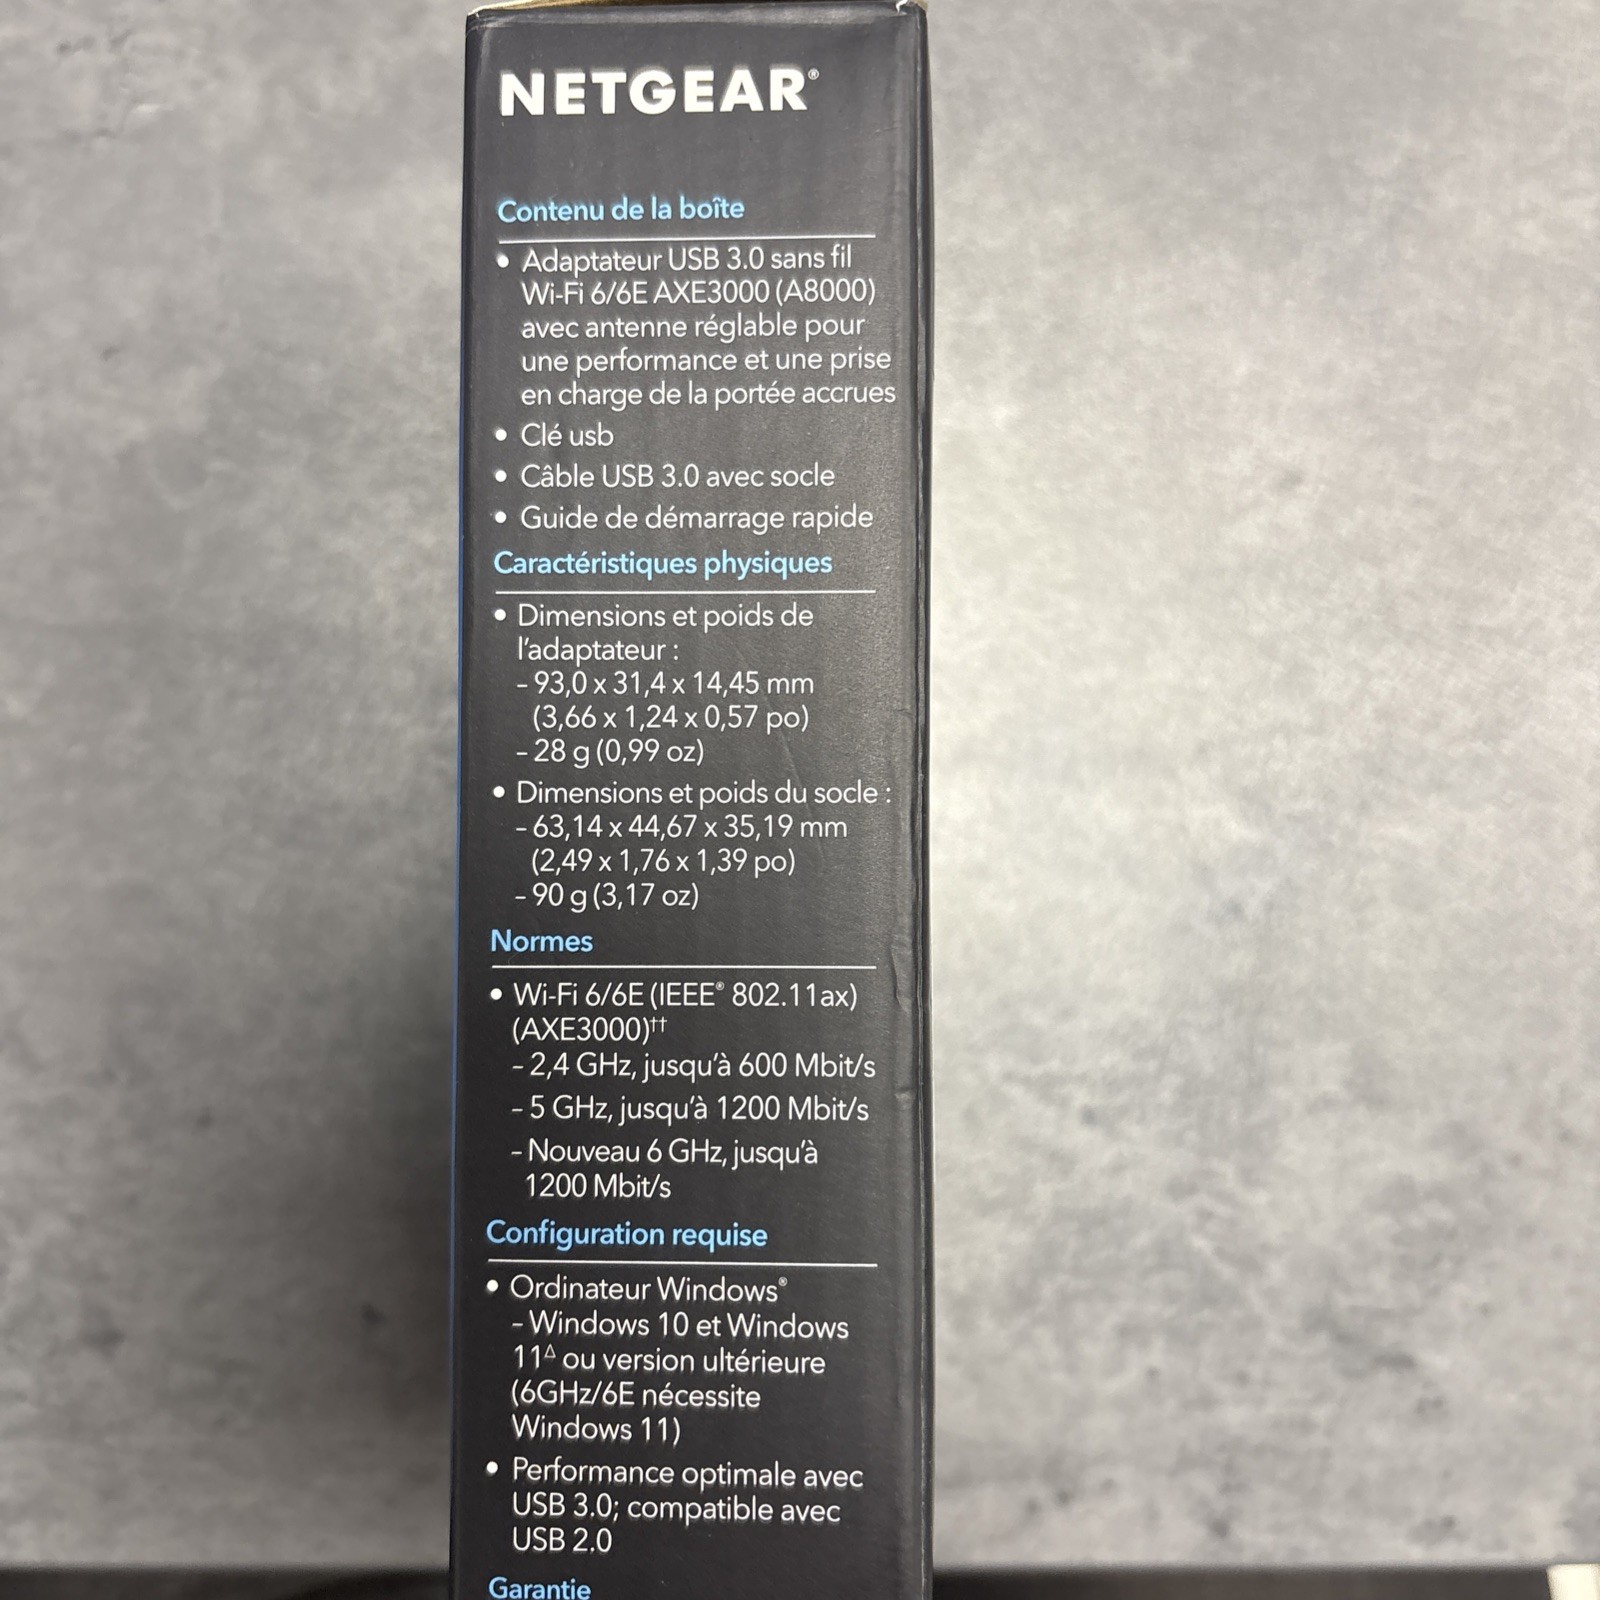 NETGEAR®
Contenu de la boîte
• Adaptateur USB 3.0 sans fil
Wi-Fi 6/6E AXE3000 (A8000)
avec antenne réglable pour
une performance et une prise
en charge de la portée accrues
• Clé usb
• Câble USB 3.0 avec socle
• Guide de démarrage rapide
Caractéristiques physiques
• Dimensions et poids de
l'adaptateur :
– 93,0 x 31,4 x 14,45 mm
(3,66 x 1,24 x 0,57 po)
– 28 g (0,99 oz)
• Dimensions et poids du socle :
– 63,14 x 44,67 x 35,19 mm
(2,49 x 1,76 x 1,39 po)
– 90 g (3,17 oz)
Normes
• Wi-Fi 6/6E (IEEE® 802.11ax)
(AXE3000)††
– 2,4 GHz, jusqu'à 600 Mbit/s
– 5 GHz, jusqu'à 1200 Mbit/s
– Nouveau 6 GHz, jusqu'à
1200 Mbit/s
Configuration requise
• Ordinateur Windows®
– Windows 10 et Windows
11Δ ou version ultérieure
(6GHz/6E nécessite
Windows 11)
• Performance optimale avec
USB 3.0; compatible avec
USB 2.0
Garantie